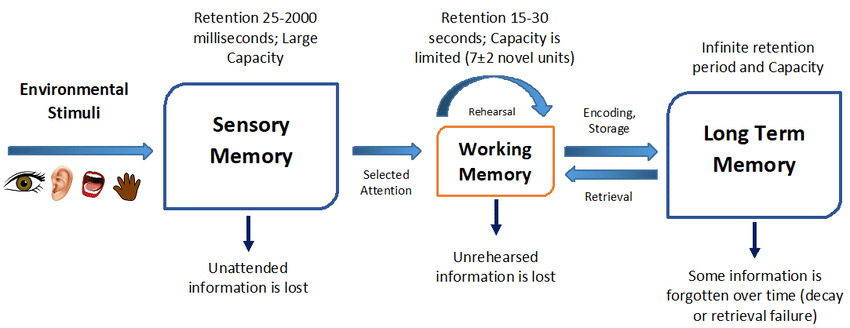 Retention 25-2000
milliseconds; Large
Capacity
Retention 15-30
seconds; Capacity is
limited (7±2 novel units)
Infinite retention
period and Capacity
Environmental
Stimuli
Sensory
Memory
Selected
Attention
Rehearsal
Working
Memory
Encoding,
Storage
Retrieval
Long Term
Memory
Unattended
information is lost
Unrehearsed
information is lost
Some information is
forgotten over time (decay
or retrieval failure)